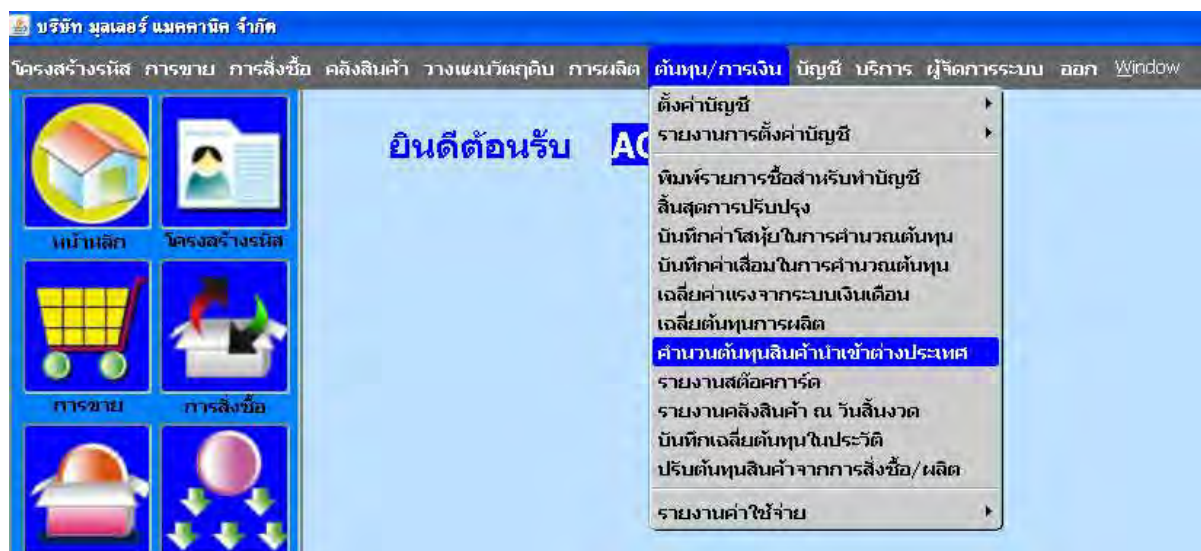 บริษัท มูลเลอร์ แมคคานิค จำกัด
โครงสร้างรหัส การขาย การสั่งซื้อ คลังสินค้า วางแผนวัตถุดิบ การผลิต ต้นทุน/การเงิน บัญชี บริการ ผู้จัดการระบบ ออก Window
ยินดีต้อนรับ
ตั้งค่าบัญชี
รายงานการตั้งค่าบัญชี
พิมพ์รายการซื้อสำหรับทำบัญชี
สิ้นสุดการปรับปรุง
บันทึกค่าโสหุ้ยในการคำนวณต้นทุน
บันทึกค่าเสื่อมในการคำนวณต้นทุน
เฉลี่ยค่าแรงจากระบบเงินเดือน
เฉลี่ยต้นทุนการผลิต
คำนวนต้นทุนสินค้านำเข้าต่างประเทศ
รายงานสต๊อคการ์ด
รายงานคลังสินค้า ณ วันสิ้นงวด
บันทึกเฉลี่ยต้นทุนในประวัติ
ปรับต้นทุนสินค้าจากการสั่งซื้อ/ผลิต
รายงานค่าใช้จ่าย
หน้าหลัก โครงสร้างรหัส
การขาย การสั่งซื้อ